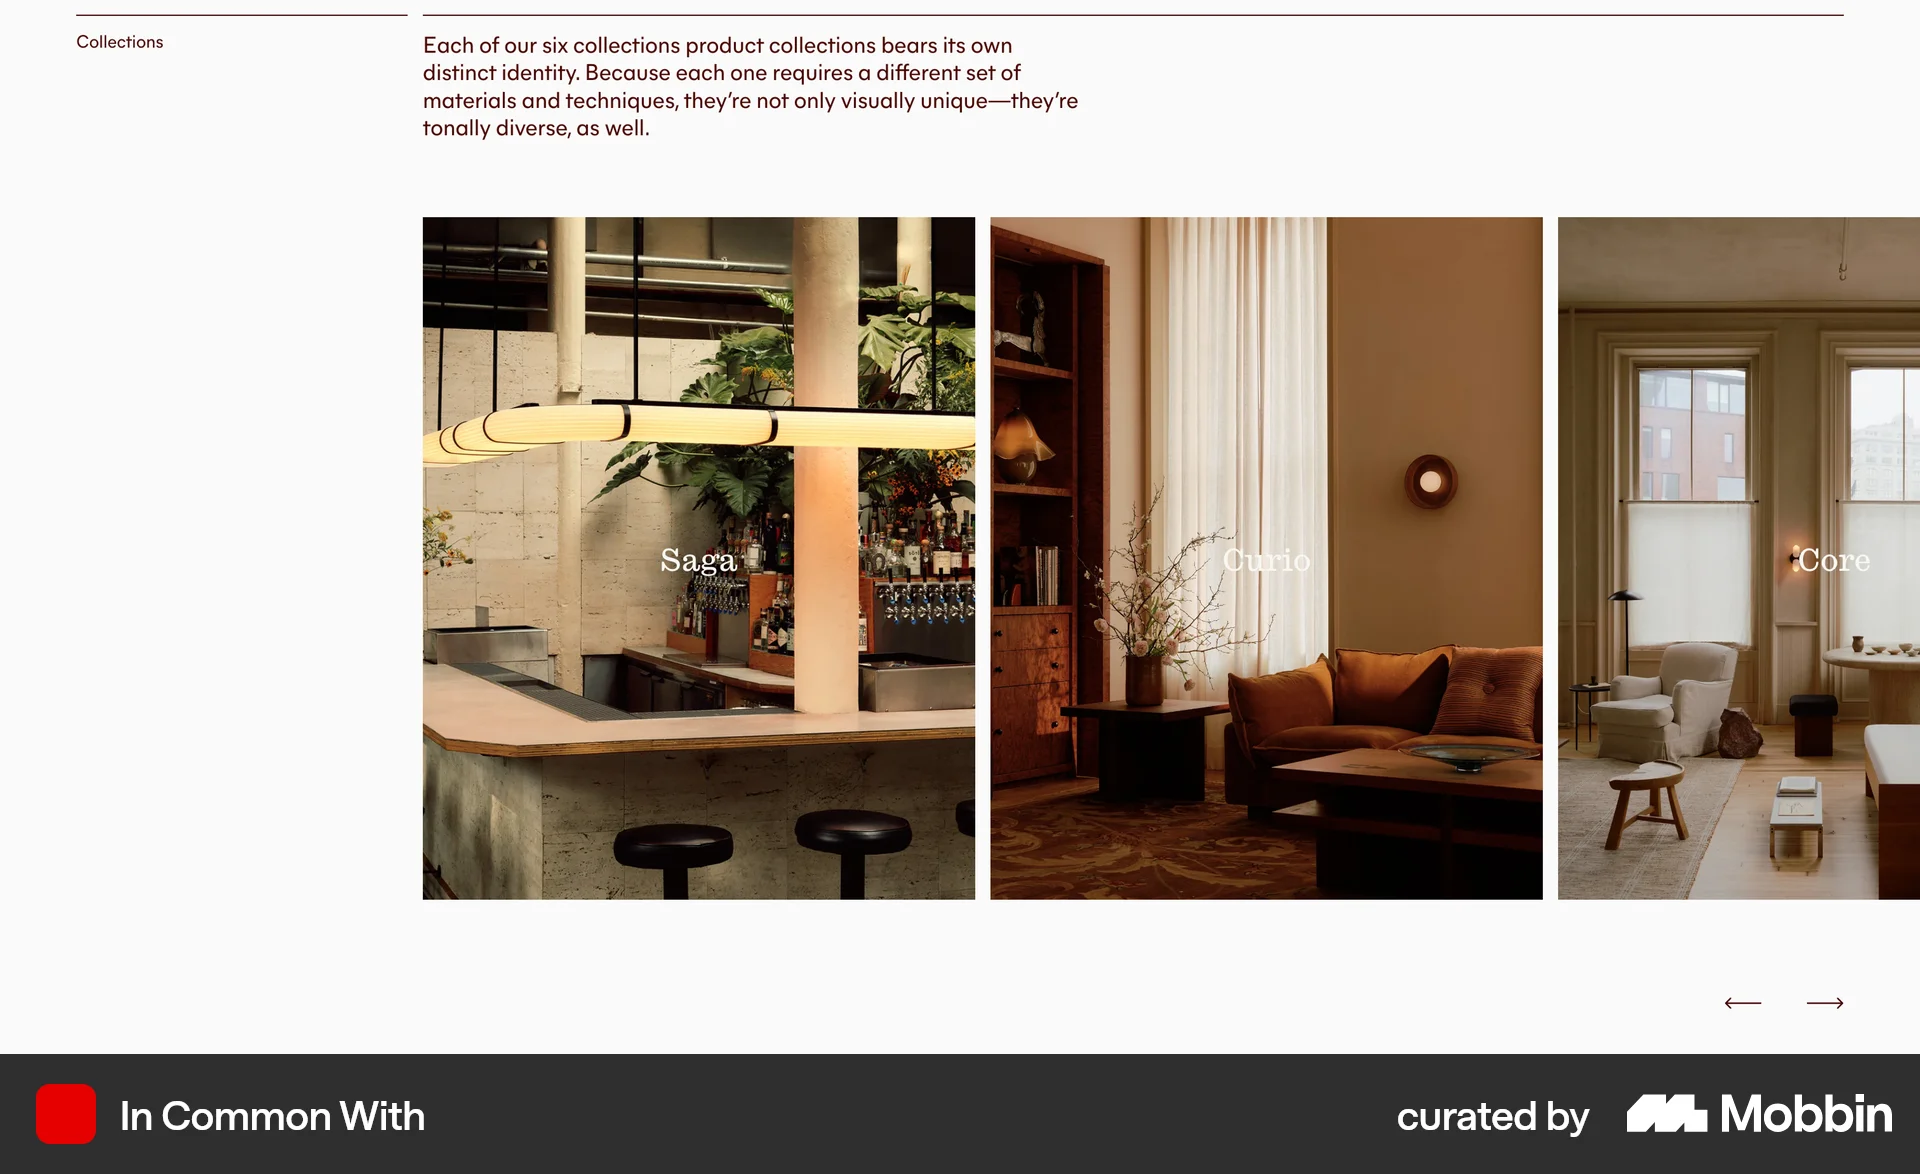 Collections
Each of our six collections product collections bears its own
distinct identity. Because each one requires a different set of
materials and techniques, they’re not only visually unique—they’re
tonally diverse, as well.
Saga
Curio
Core
In Common With
curated by
Mobbin